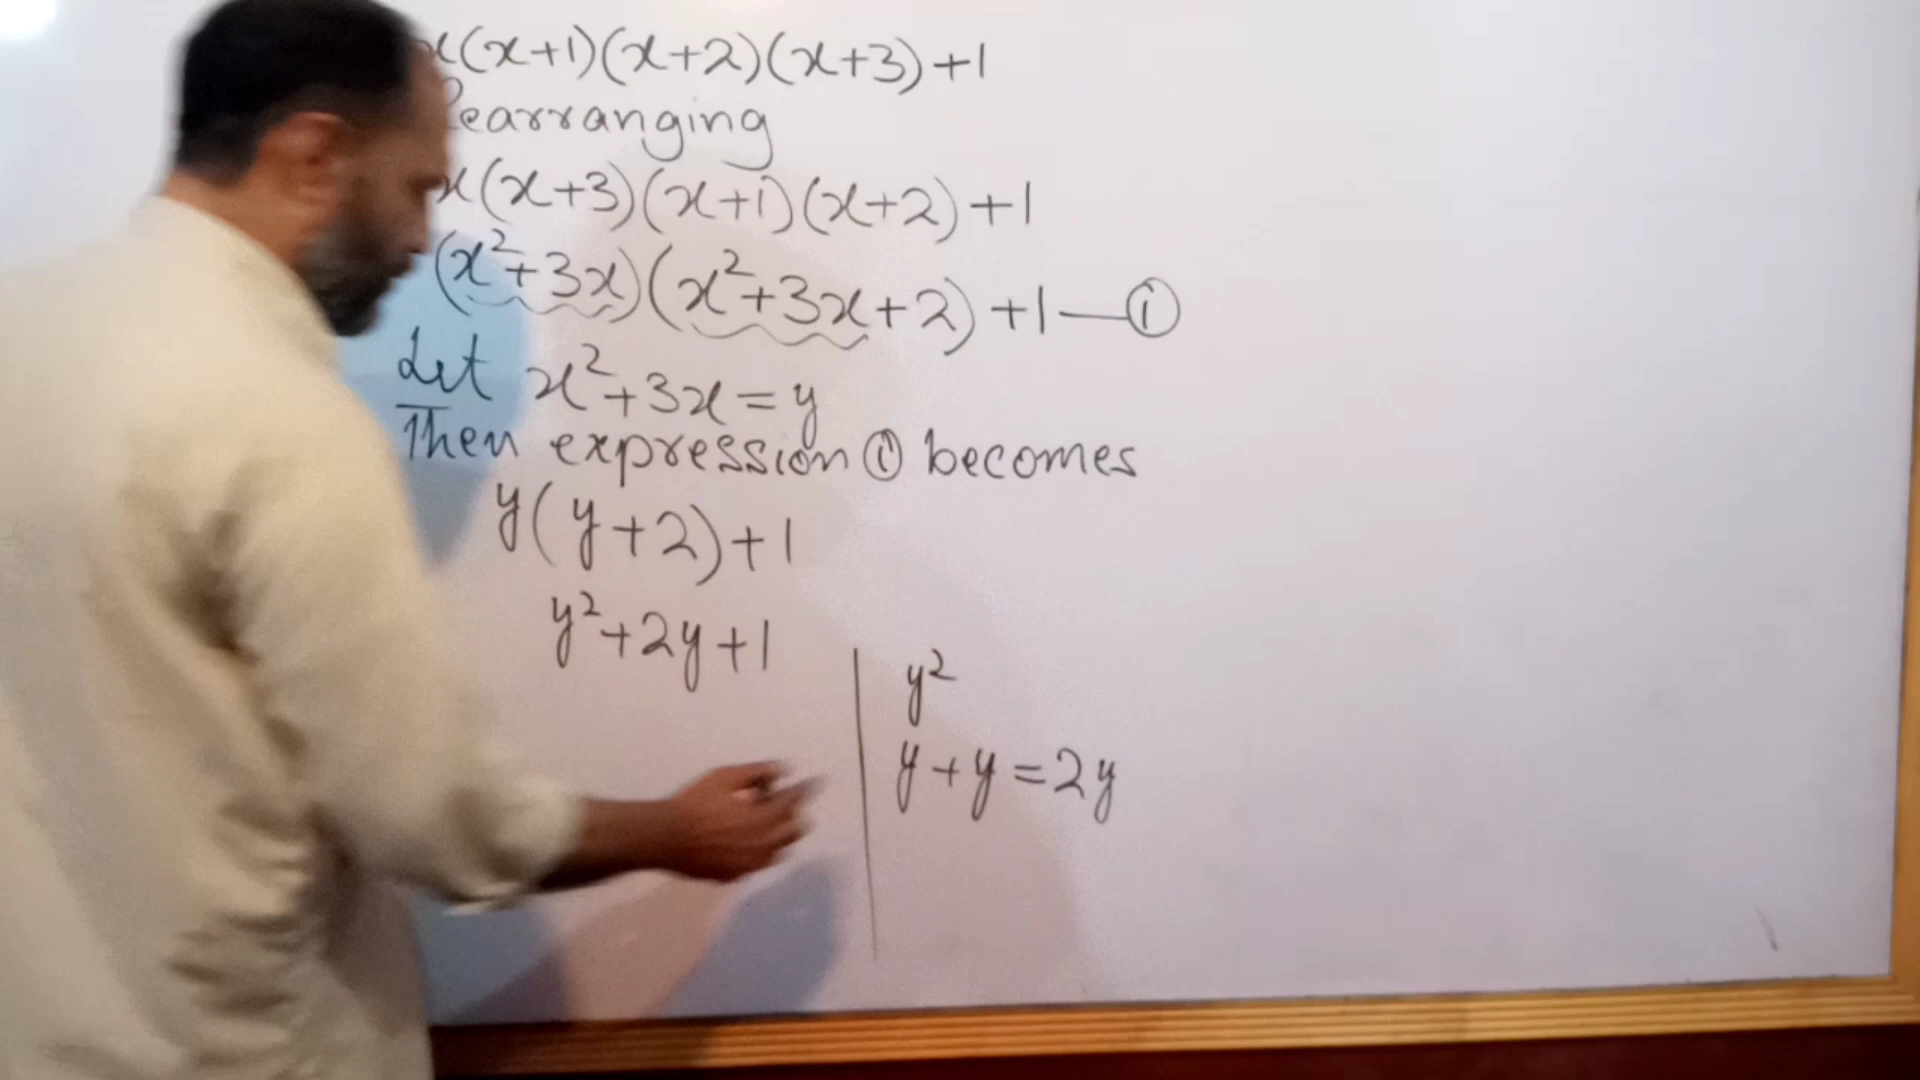 x(x+1)(x+2)(x+3)+1
Rearranging
x(x+3)(x+1)(x+2)+1
(x²+3x)(x²+3x+2)+1—①
Let x²+3x=y
Then expression ① becomes
y(y+2)+1
y²+2y+1
y²
y+y=2y